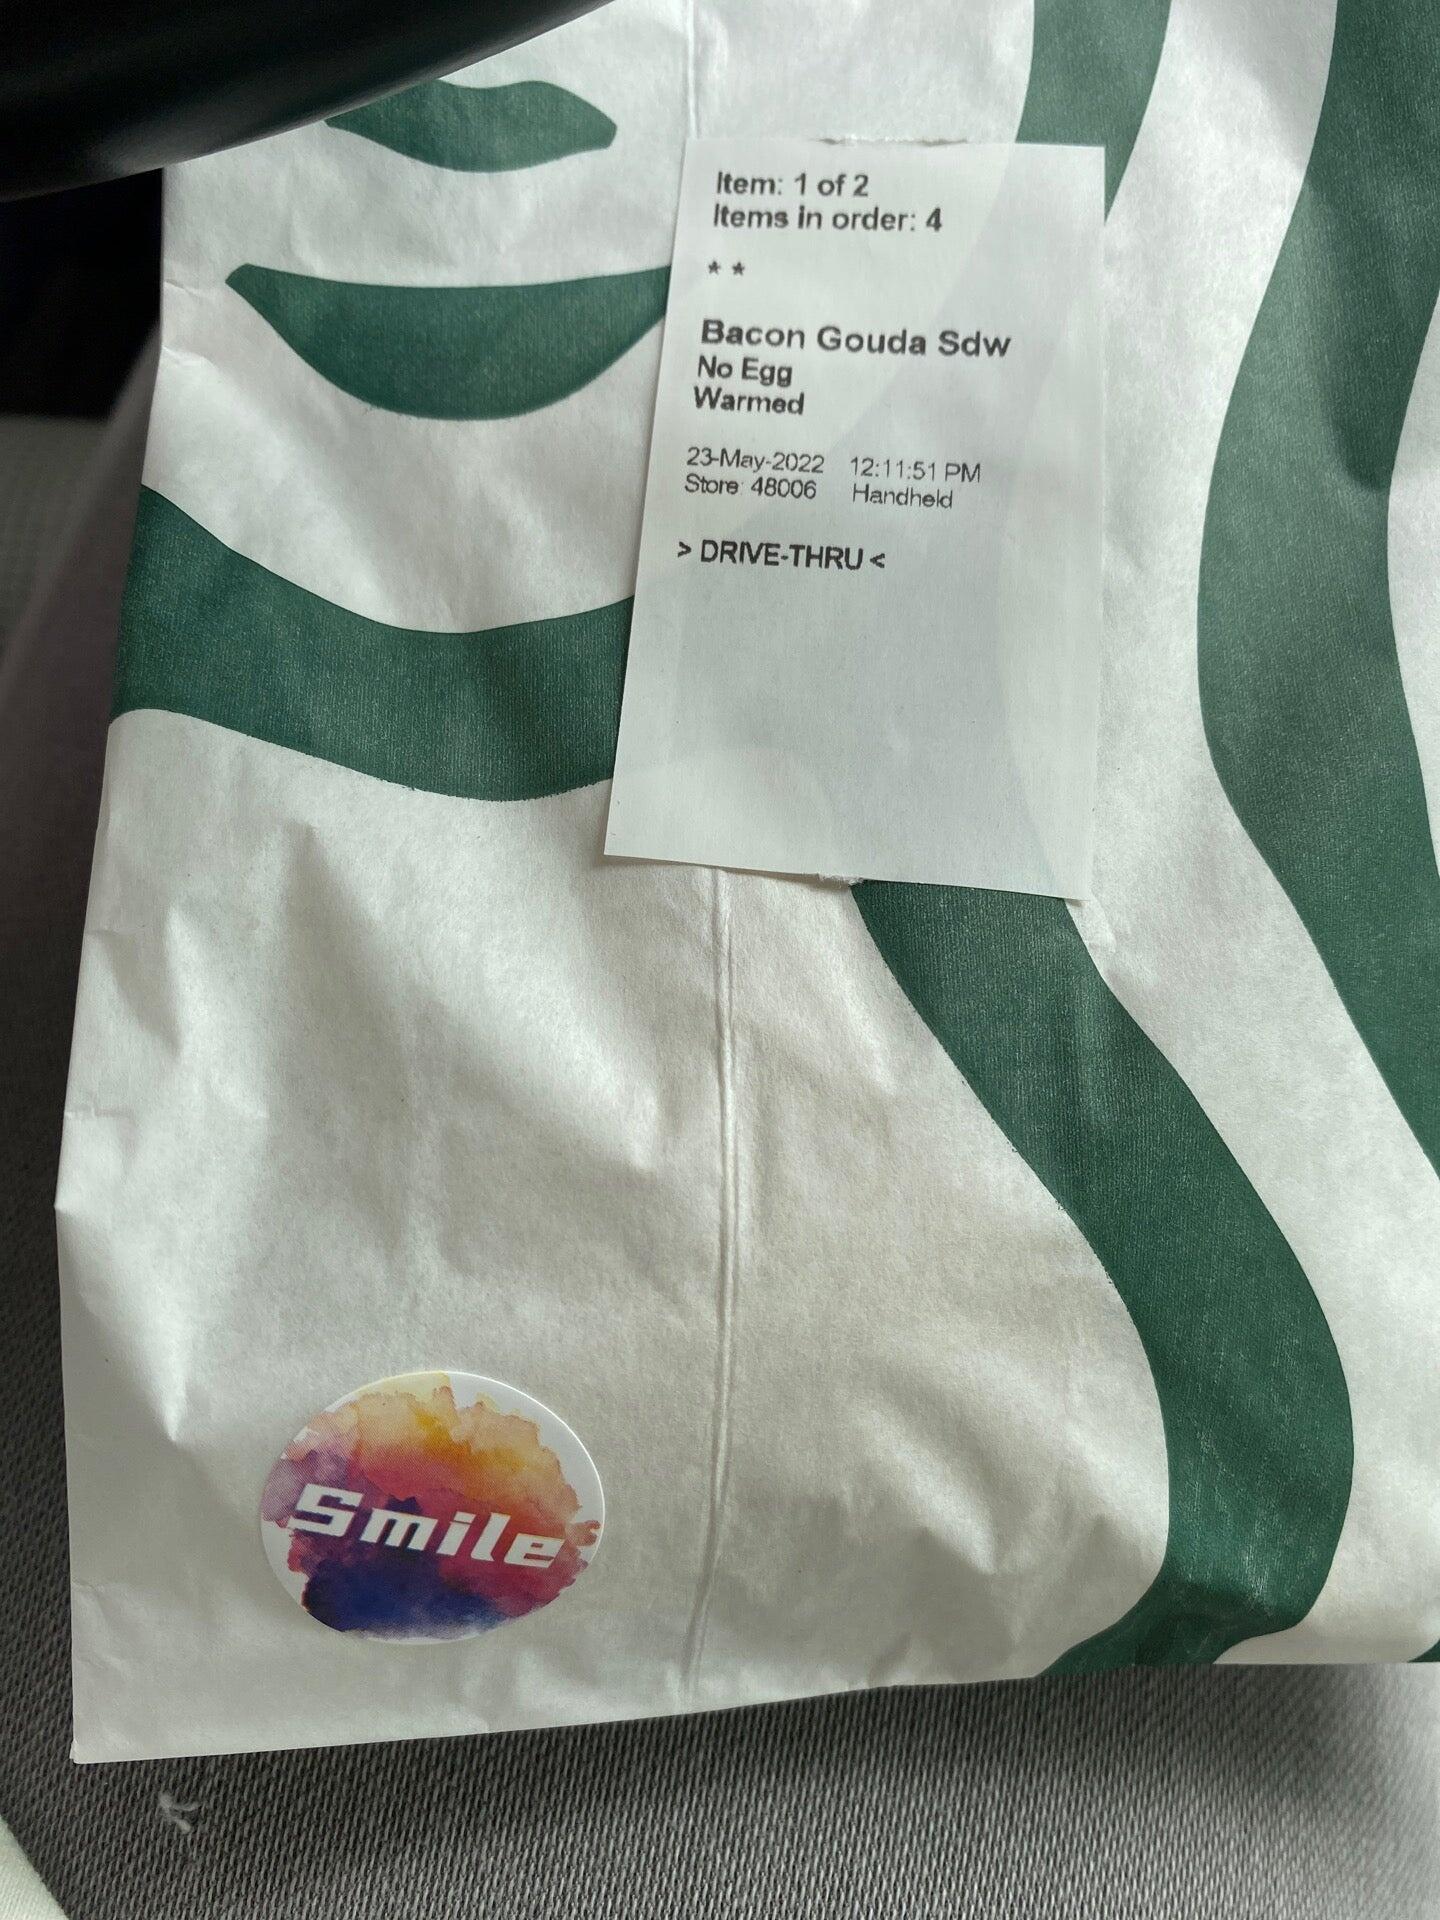 Item: 1 of 2
Items in order: 4
* *
Bacon Gouda Sdw
No Egg
Warmed
23-May-2022 12:11:51 PM
Store: 48006 Handheld
> DRIVE-THRU <
Smile